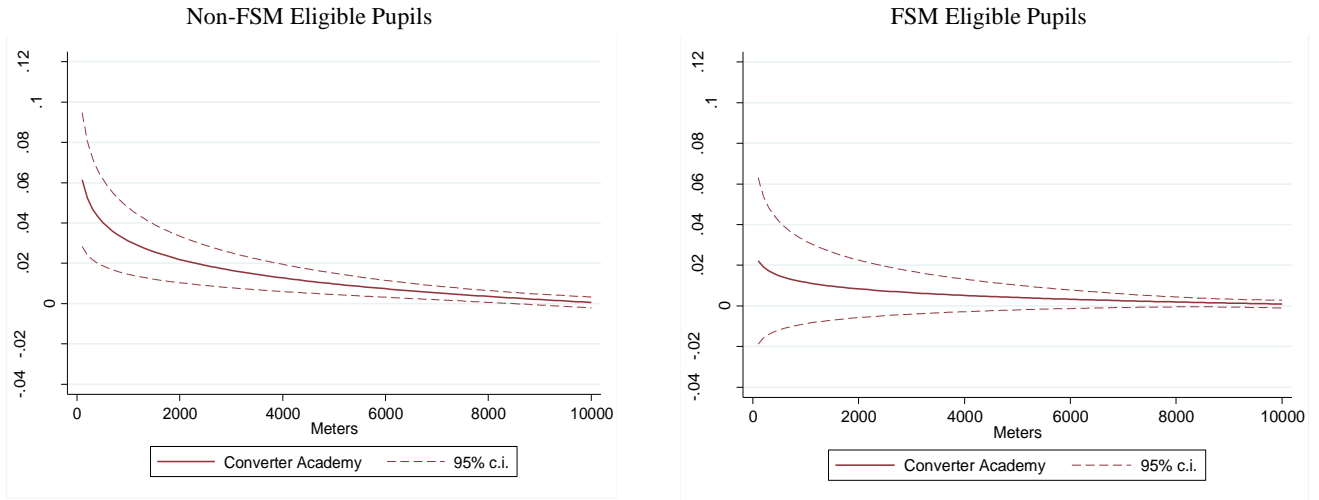 Non-FSM Eligible Pupils
.12
.1
.08
.06
.04
.02
0
-.02
-.04
0 2000 4000 6000 8000 10000
Meters
Converter Academy 95% c.i.
FSM Eligible Pupils
.12
.1
.08
.06
.04
.02
0
-.02
-.04
0 2000 4000 6000 8000 10000
Meters
Converter Academy 95% c.i.